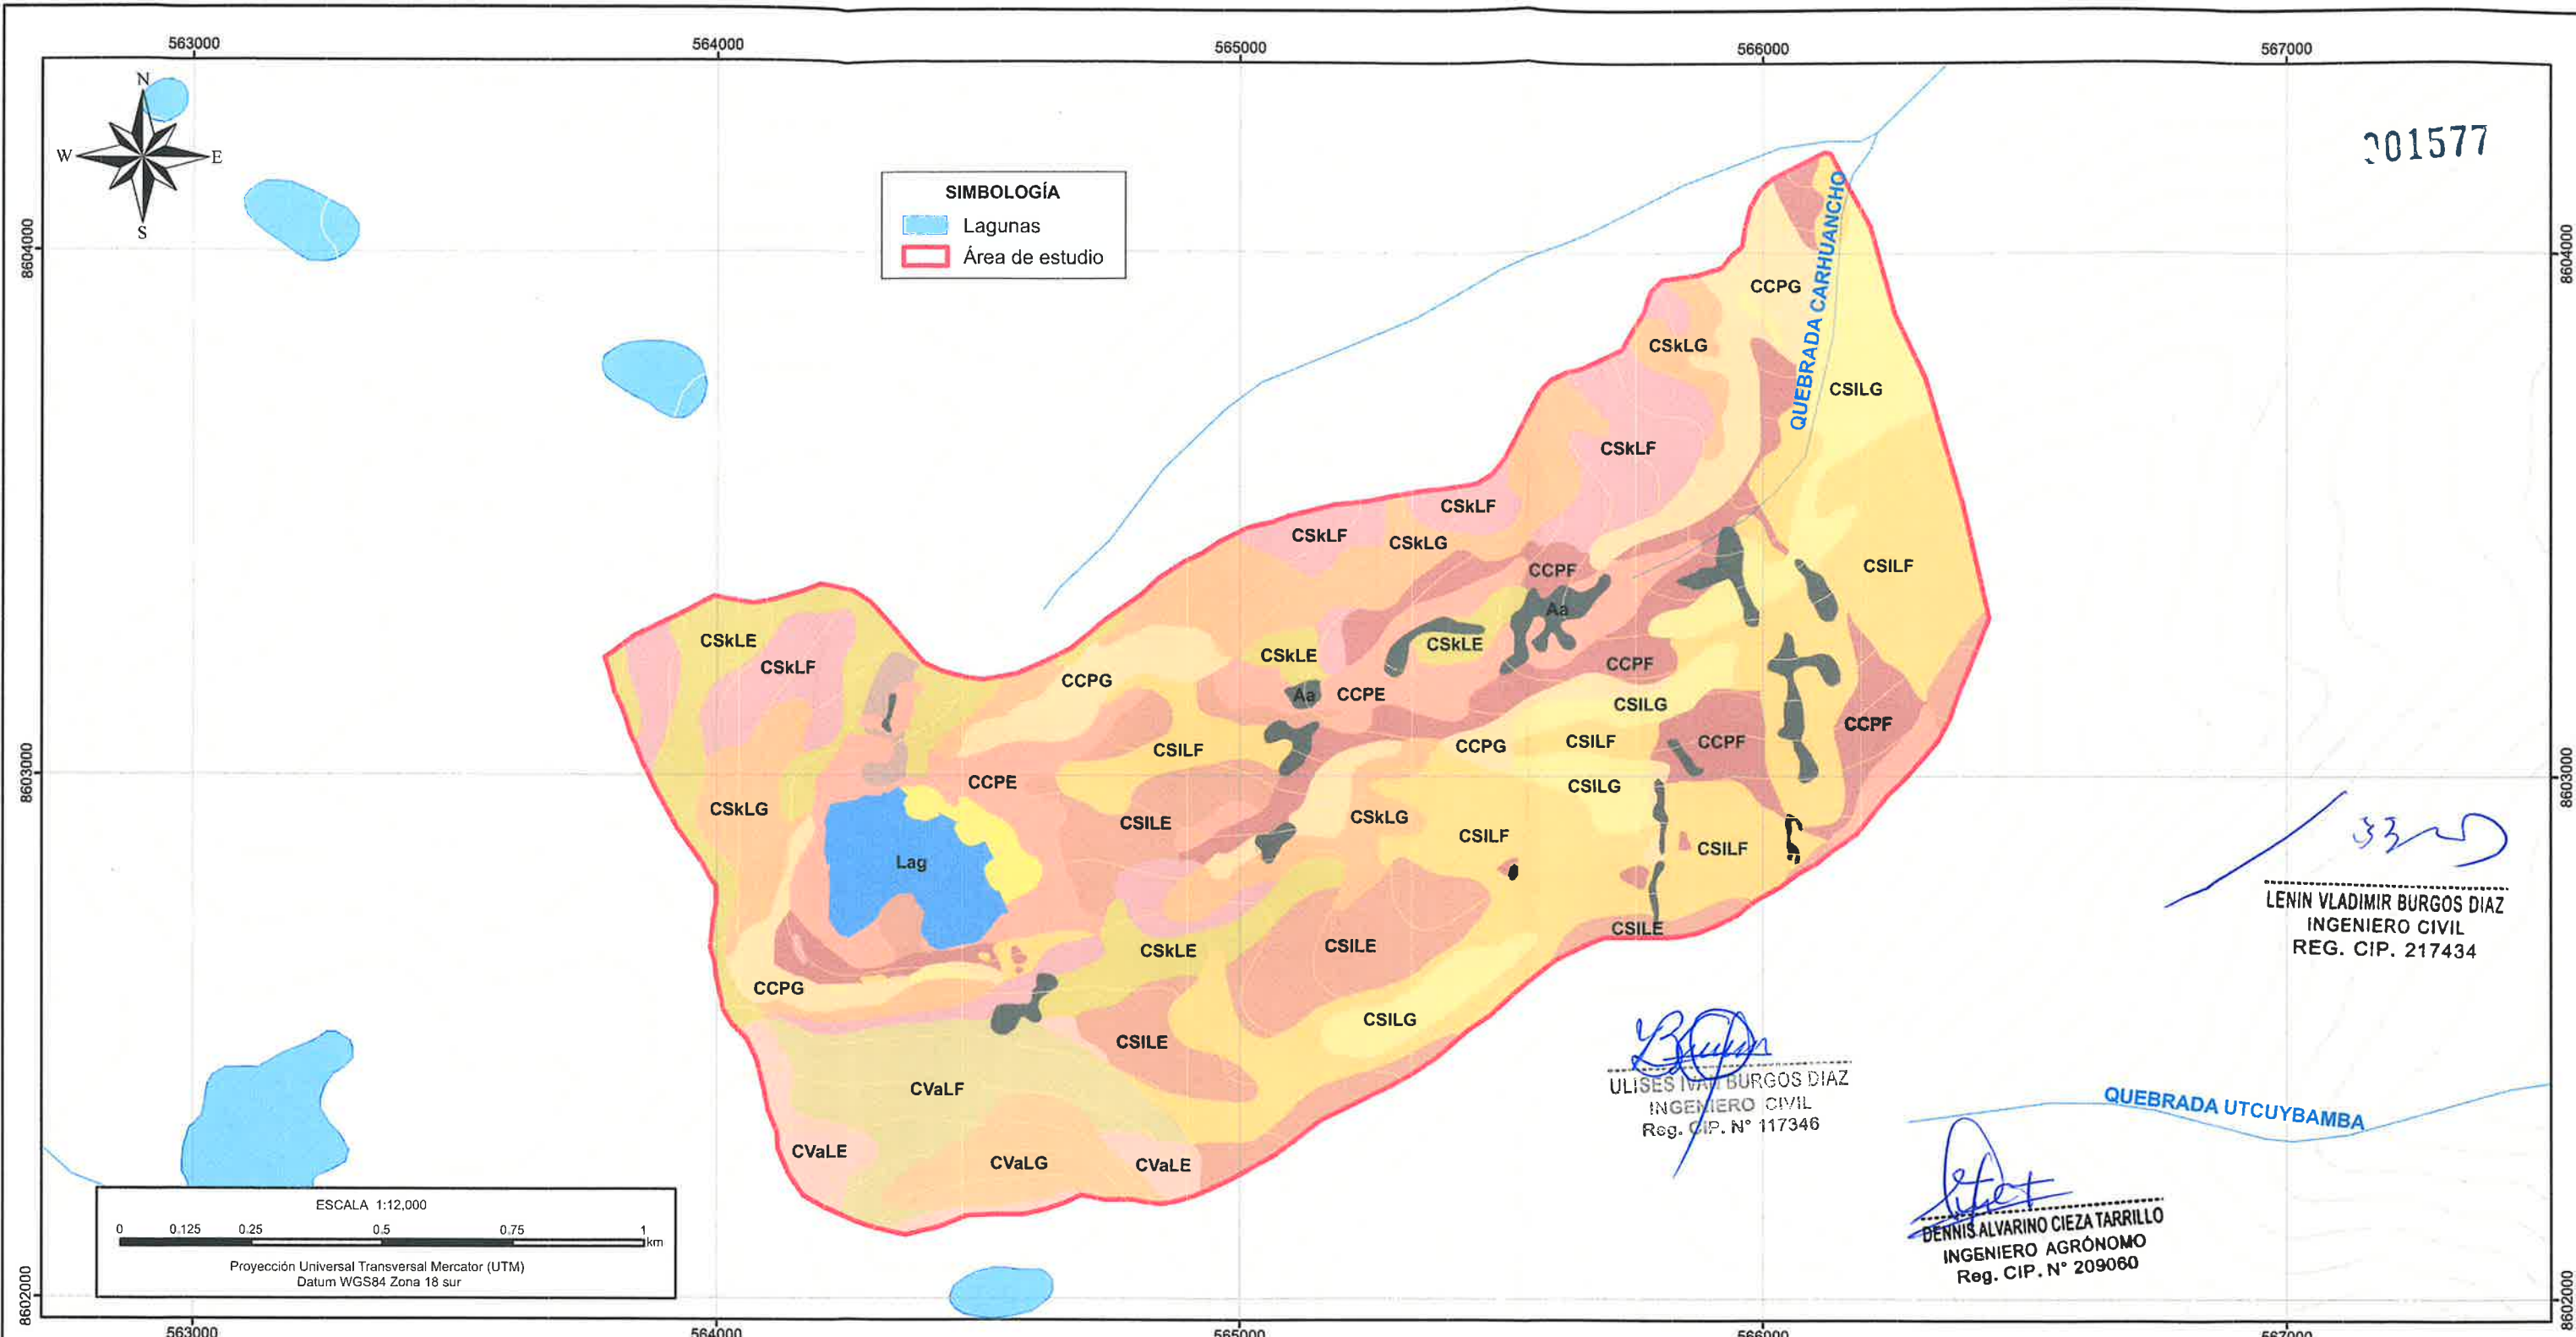 563000
564000
565000
566000
567000
N
W
E
S
01577
SIMBOLOGÍA
Lagunas
Área de estudio
8604000
8604000
QUEBRADA CARHUANCHO
CCPG
CSkLG
CSILG
CSkLF
CSkLF
CSkLF
CSkLG
CSILF
CCPF
Aa
CSkLE
CSkLE
CSkLE
CSkLF
CCPF
CCPG
Aa
CCPE
CSILG
CCPF
CSILF
CCPG
CSILF
CCPF
8603000
8603000
CCPE
CSILG
CSkLG
CSILE
CSkLG
CSILF
CSILF
Lag
CSILE
CSkLE
CSILE
CCPG
CSILG
CSILE
CVaLF
CVaLE
CVaLG
CVaLE
LENIN VLADIMIR BURGOS DIAZ
INGENIERO CIVIL
REG. CIP. 217434
ULISES IVAN BURGOS DIAZ
INGENIERO CIVIL
Reg. CIP. N° 117346
QUEBRADA UTCUYBAMBA
DENNIS ALVARINO CIEZA TARRILLO
INGENIERO AGRÓNOMO
Reg. CIP. N° 209060
ESCALA 1:12,000
0 0.125 0.25 0.5 0.75 1
km
Proyección Universal Transversal Mercator (UTM)
Datum WGS84 Zona 18 sur
8602000
8602000
563000
564000
565000
566000
567000